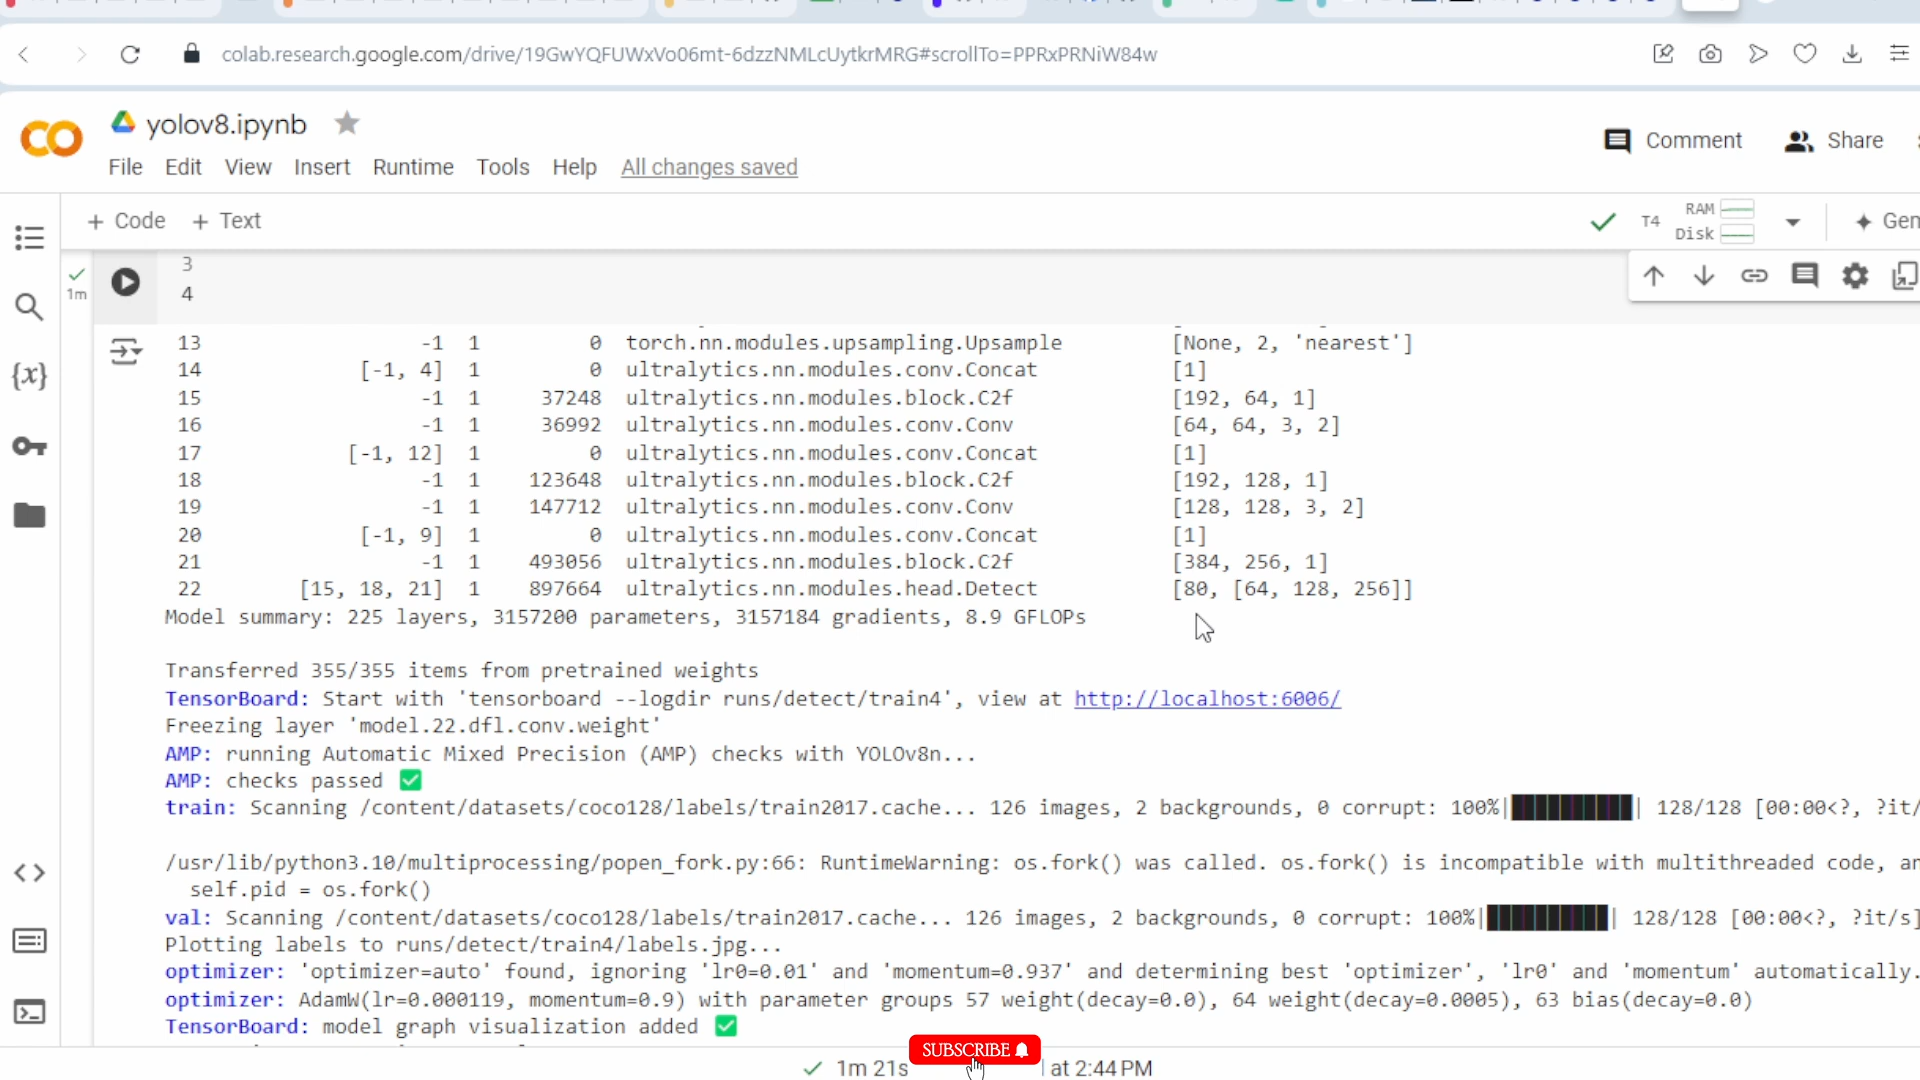 colab.research.google.com/drive/19GwYQFUWxVo06mt-6dzzNMLcUytkrMRG#scrollTo=PPRxPRNiW84w
yolov8.ipynb
Comment Share
File Edit View Insert Runtime Tools Help All changes saved
+ Code + Text
T4 RAM Disk Gen
3
1m
4
13 -1 1 0 torch.nn.modules.upsampling.Upsample [None, 2, 'nearest']
14 [-1, 4] 1 0 ultralytics.nn.modules.conv.Concat [1]
15 -1 1 37248 ultralytics.nn.modules.block.C2f [192, 64, 1]
16 -1 1 36992 ultralytics.nn.modules.conv.Conv [64, 64, 3, 2]
17 [-1, 12] 1 0 ultralytics.nn.modules.conv.Concat [1]
18 -1 1 123648 ultralytics.nn.modules.block.C2f [192, 128, 1]
19 -1 1 147712 ultralytics.nn.modules.conv.Conv [128, 128, 3, 2]
20 [-1, 9] 1 0 ultralytics.nn.modules.conv.Concat [1]
21 -1 1 493056 ultralytics.nn.modules.block.C2f [384, 256, 1]
22 [15, 18, 21] 1 897664 ultralytics.nn.modules.head.Detect [80, [64, 128, 256]]
Model summary: 225 layers, 3157200 parameters, 3157184 gradients, 8.9 GFLOPs
Transferred 355/355 items from pretrained weights
TensorBoard: Start with 'tensorboard --logdir runs/detect/train4', view at http://localhost:6006/
Freezing layer 'model.22.dfl.conv.weight'
AMP: running Automatic Mixed Precision (AMP) checks with YOLOv8n...
AMP: checks passed ✅
train: Scanning /content/datasets/coco128/labels/train2017.cache... 126 images, 2 backgrounds, 0 corrupt: 100%|██████████| 128/128 [00:00<?, ?it/
/usr/lib/python3.10/multiprocessing/popen_fork.py:66: RuntimeWarning: os.fork() was called. os.fork() is incompatible with multithreaded code, an
self.pid = os.fork()
val: Scanning /content/datasets/coco128/labels/train2017.cache... 126 images, 2 backgrounds, 0 corrupt: 100%|██████████| 128/128 [00:00<?, ?it/s]
Plotting labels to runs/detect/train4/labels.jpg...
optimizer: 'optimizer=auto' found, ignoring 'lr0=0.01' and 'momentum=0.937' and determining best 'optimizer', 'lr0' and 'momentum' automatically.
optimizer: AdamW(lr=0.000119, momentum=0.9) with parameter groups 57 weight(decay=0.0), 64 weight(decay=0.0005), 63 bias(decay=0.0)
TensorBoard: model graph visualization added ✅
SUBSCRIBE
1m 21s at 2:44 PM